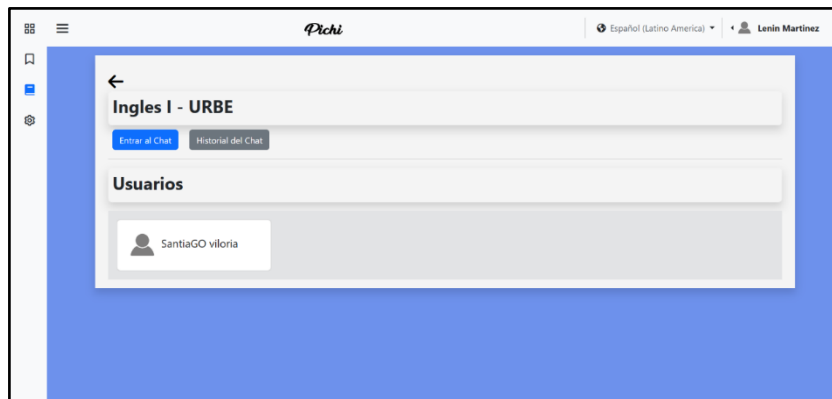 Pichi
Español (Latino America)
Lenin Martinez
Ingles I - URBE
Entrar al Chat
Historial del Chat
Usuarios
SantiaGO viloria